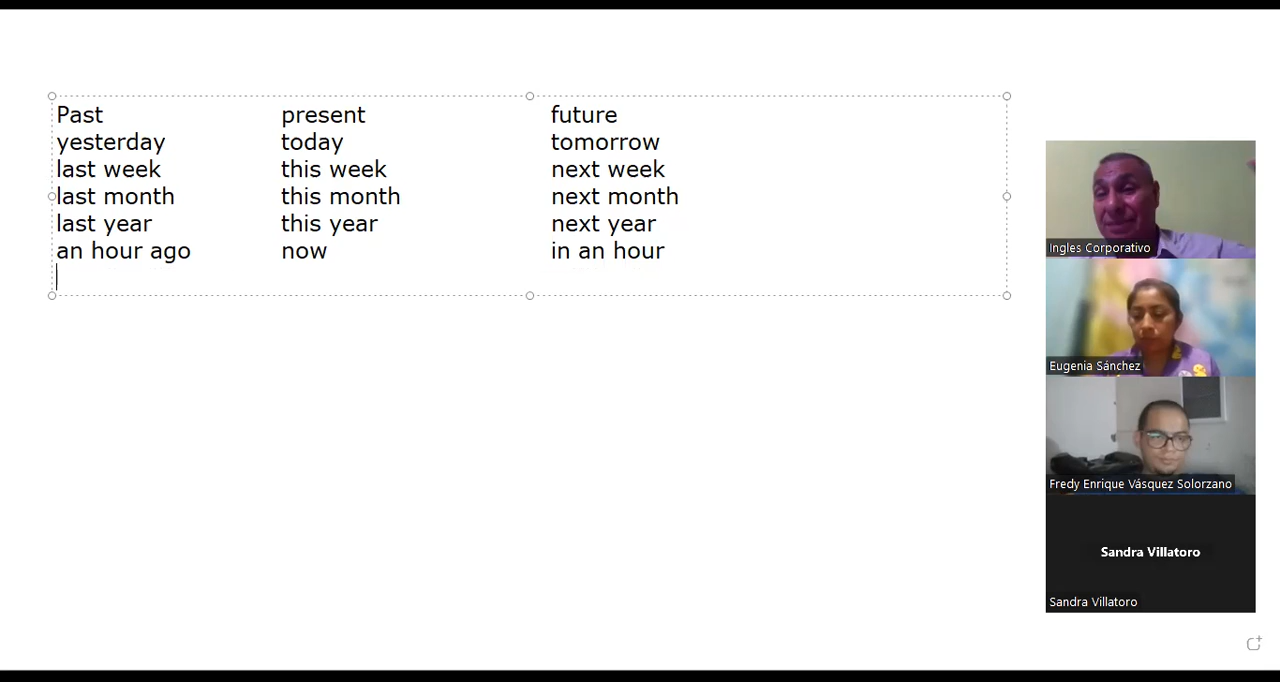 Past present future
yesterday today tomorrow
last week this week next week
last month this month next month
last year this year next year
an hour ago now in an hour
Ingles Corporativo
Eugenia Sánchez
Fredy Enrique Vásquez Solorzano
Sandra Villatoro
Sandra Villatoro